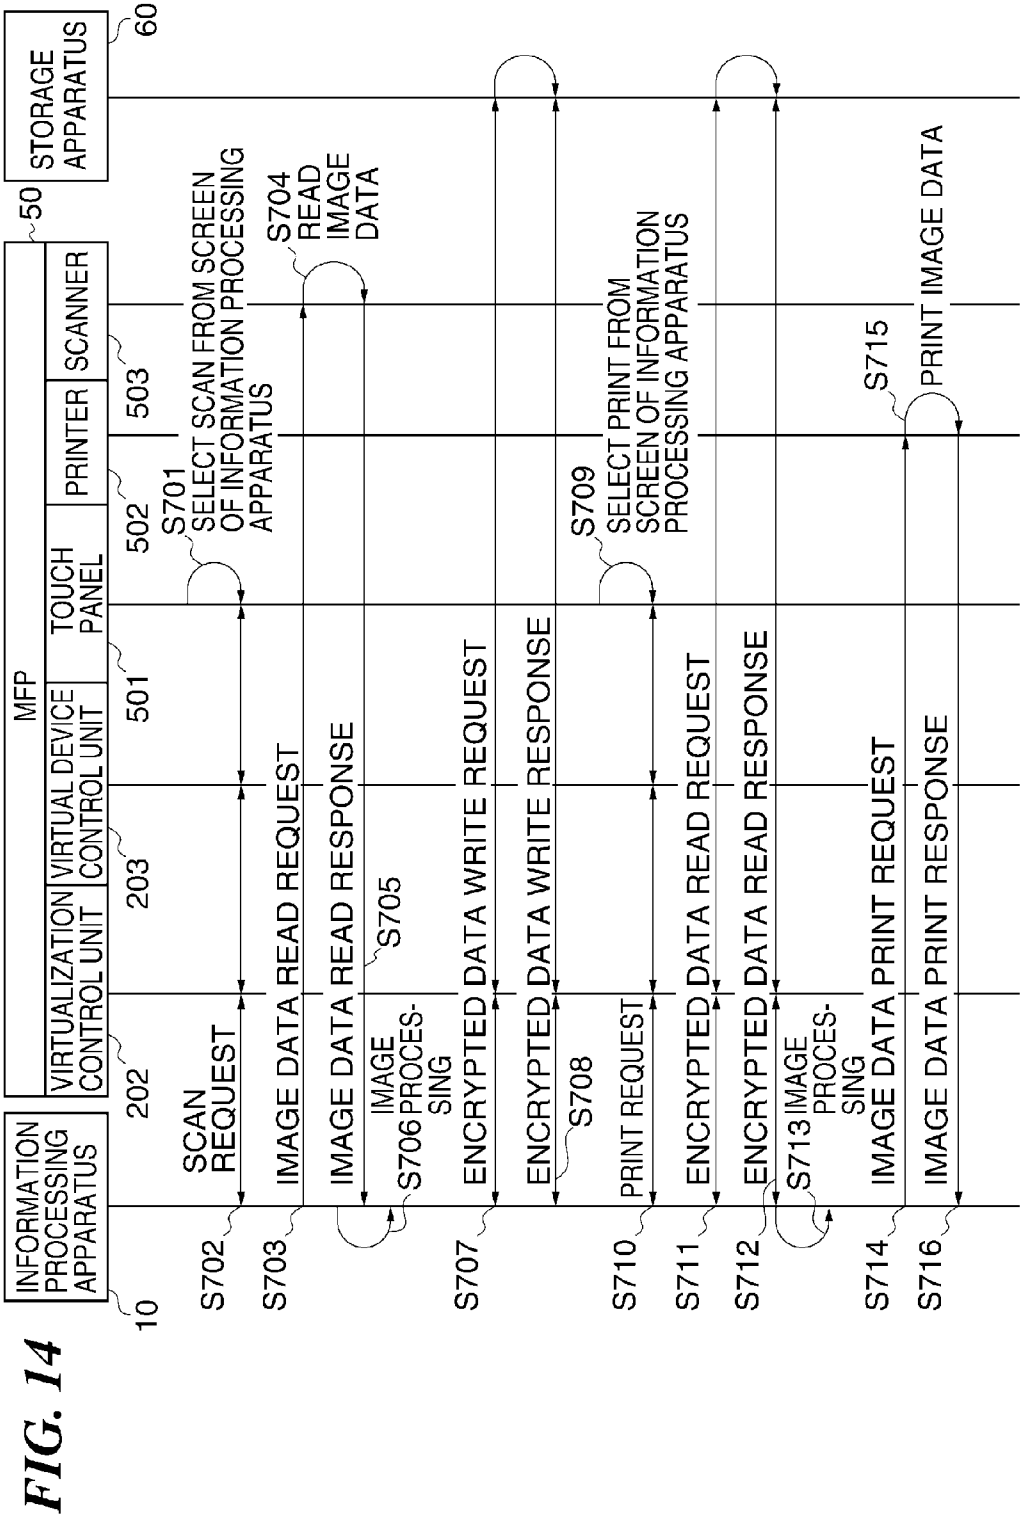 FIG. 14
INFORMATION
PROCESSING
APPARATUS
10
MFP
50
VIRTUALIZATION
CONTROL UNIT
202
VIRTUAL DEVICE
CONTROL UNIT
203
TOUCH
PANEL
501
PRINTER
502
SCANNER
503
STORAGE
APPARATUS
60
S701
SELECT SCAN FROM SCREEN
OF INFORMATION PROCESSING
APPARATUS
S702
SCAN
REQUEST
S703
IMAGE DATA READ REQUEST
S704
READ
IMAGE
DATA
IMAGE DATA READ RESPONSE
S705
S706
IMAGE
PROCES-
SING
S707
ENCRYPTED DATA WRITE REQUEST
ENCRYPTED DATA WRITE RESPONSE
S708
S709
SELECT PRINT FROM
SCREEN OF INFORMATION
PROCESSING APPARATUS
S710
PRINT REQUEST
S711
ENCRYPTED DATA READ REQUEST
S712
ENCRYPTED DATA READ RESPONSE
S713
IMAGE
PROCES-
SING
S714
IMAGE DATA PRINT REQUEST
S715
PRINT IMAGE DATA
S716
IMAGE DATA PRINT RESPONSE